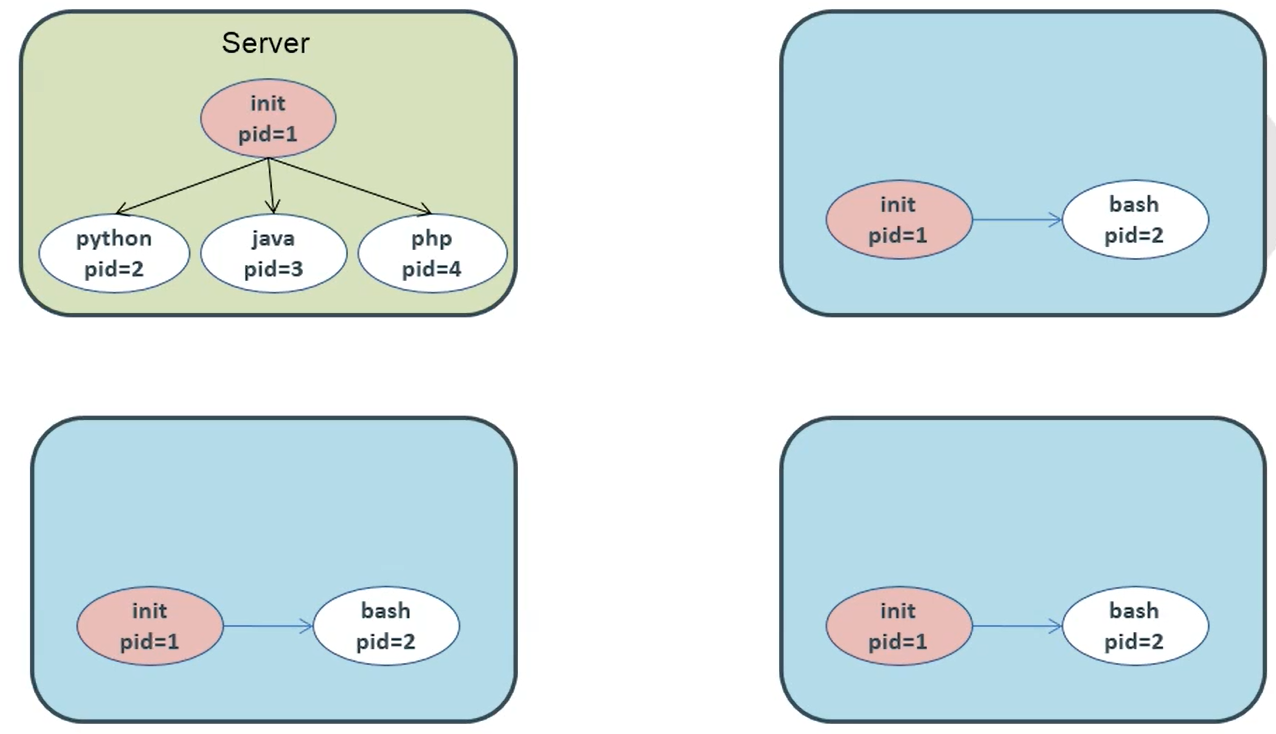 Server
init
pid=1
python
pid=2
java
pid=3
php
pid=4
init
pid=1
bash
pid=2
init
pid=1
bash
pid=2
init
pid=1
bash
pid=2